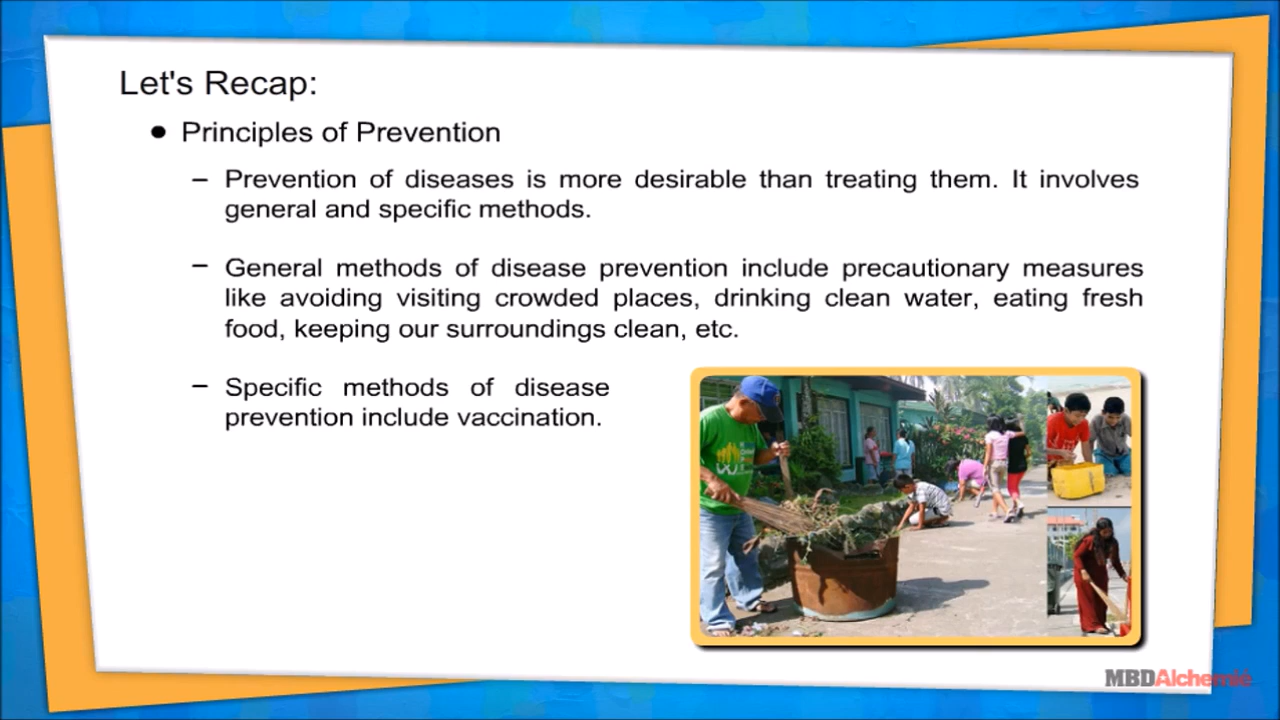 Let's Recap:
● Principles of Prevention
– Prevention of diseases is more desirable than treating them. It involves
general and specific methods.
– General methods of disease prevention include precautionary measures
like avoiding visiting crowded places, drinking clean water, eating fresh
food, keeping our surroundings clean, etc.
– Specific methods of disease
prevention include vaccination.
MBDAlchemié